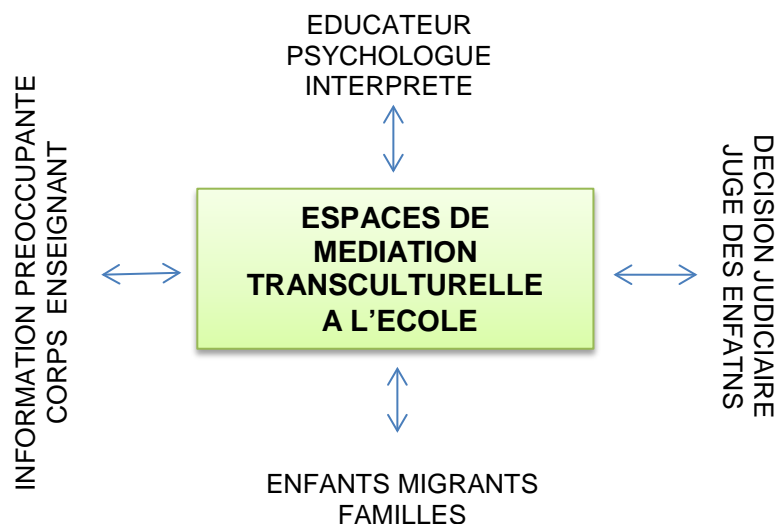 EDUCATEUR
PSYCHOLOGUE
INTERPRETE
INFORMATION PREOCCUPANTE
CORPS ENSEIGNANT
ESPACES DE
MEDIATION
TRANSCULTURELLE
A L’ECOLE
DECISION JUDICIAIRE
JUGE DES ENFATNS
ENFANTS MIGRANTS
FAMILLES